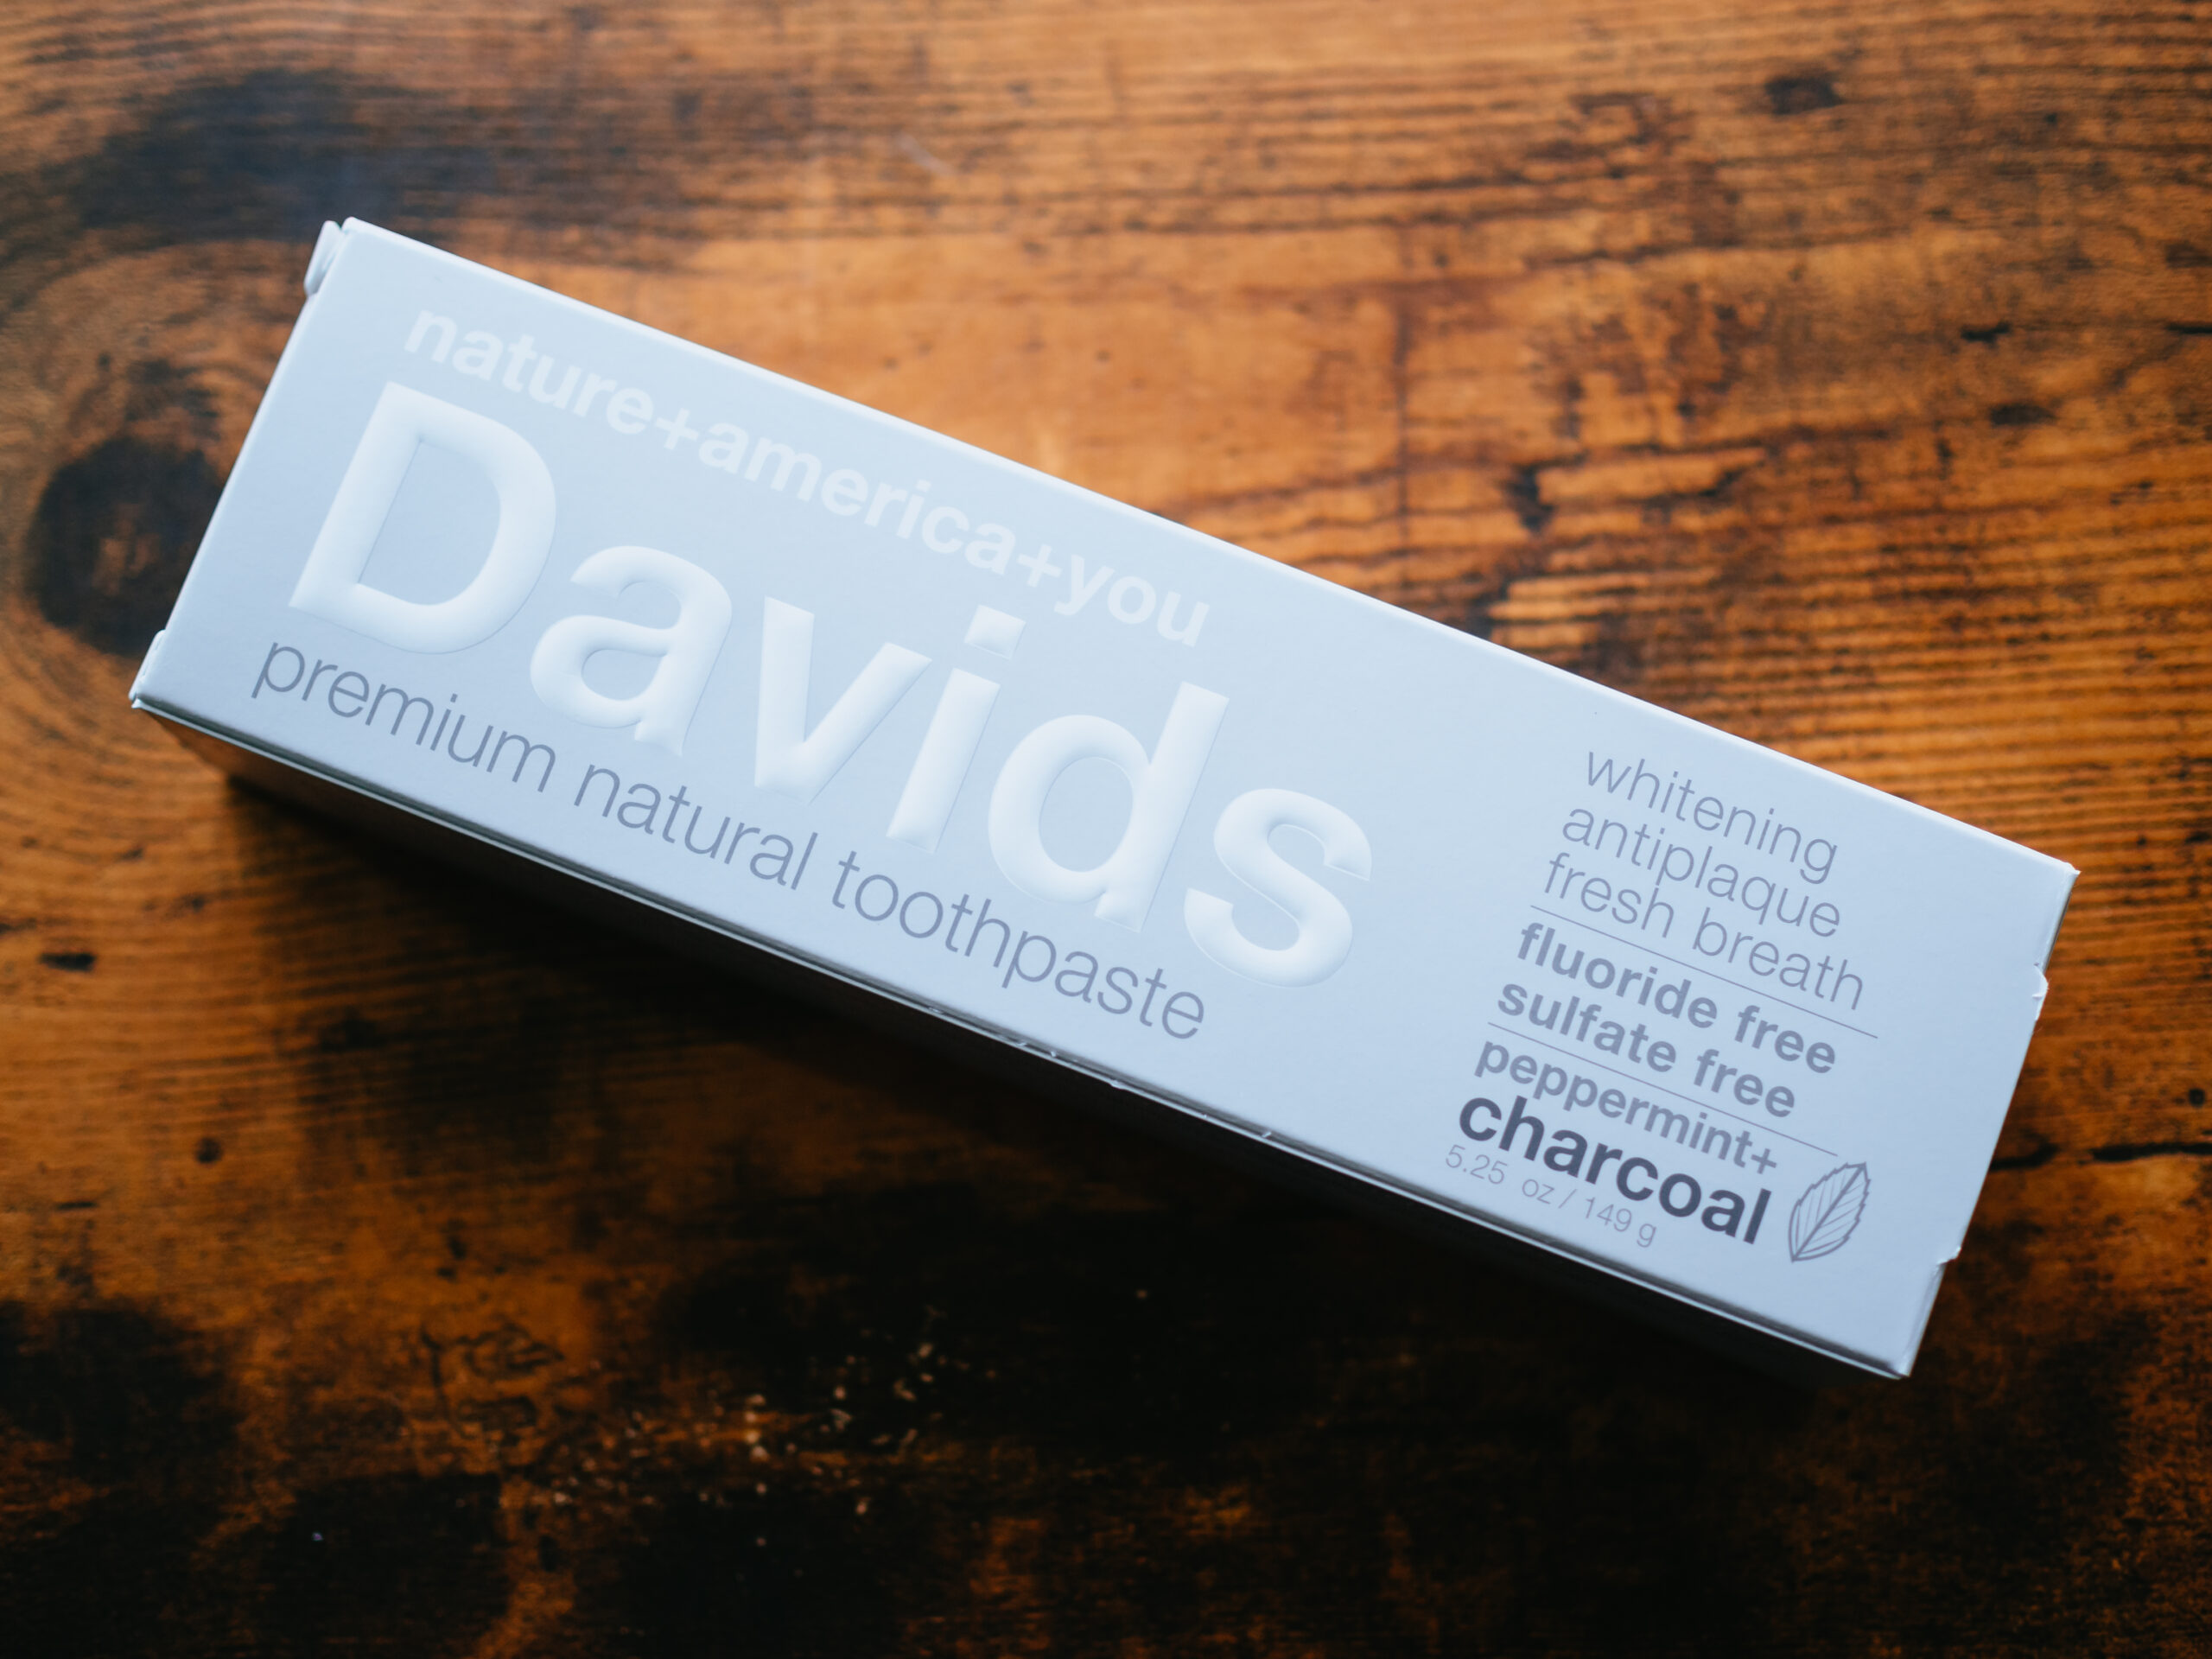 nature+america+you
Davids
premium natural toothpaste
whitening
antiplaque
fresh breath
fluoride free
sulfate free
peppermint+
charcoal
5.25 oz / 149 g